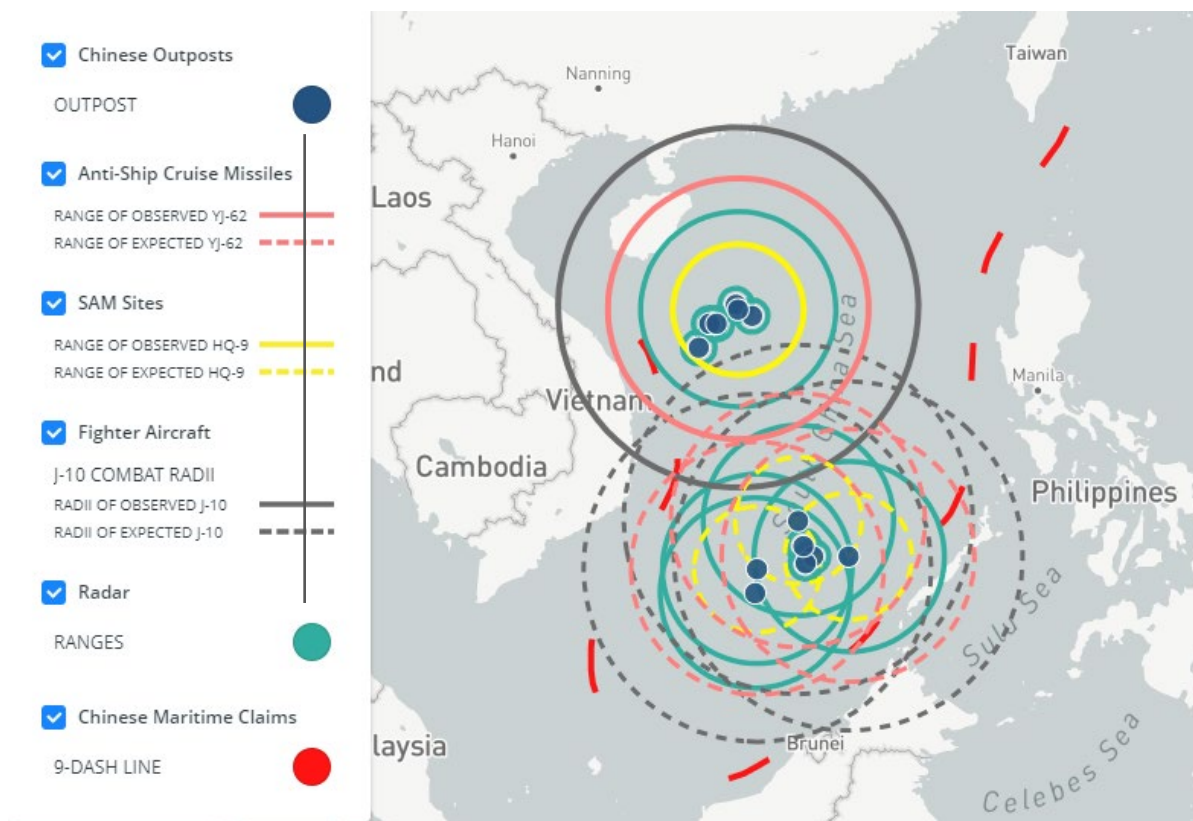 Chinese Outposts
OUTPOST
Anti-Ship Cruise Missiles
RANGE OF OBSERVED YJ-62
RANGE OF EXPECTED YJ-62
SAM Sites
RANGE OF OBSERVED HQ-9
RANGE OF EXPECTED HQ-9
Fighter Aircraft
J-10 COMBAT RADII
RADII OF OBSERVED J-10
RADII OF EXPECTED J-10
Radar
RANGES
Chinese Maritime Claims
9-DASH LINE
Taiwan
Nanning
Hanoi
Laos
nd
Vietnam
Manila
Cambodia
Philippines
South China Sea
Sulu Sea
Brunei
laysia
Celebes Sea